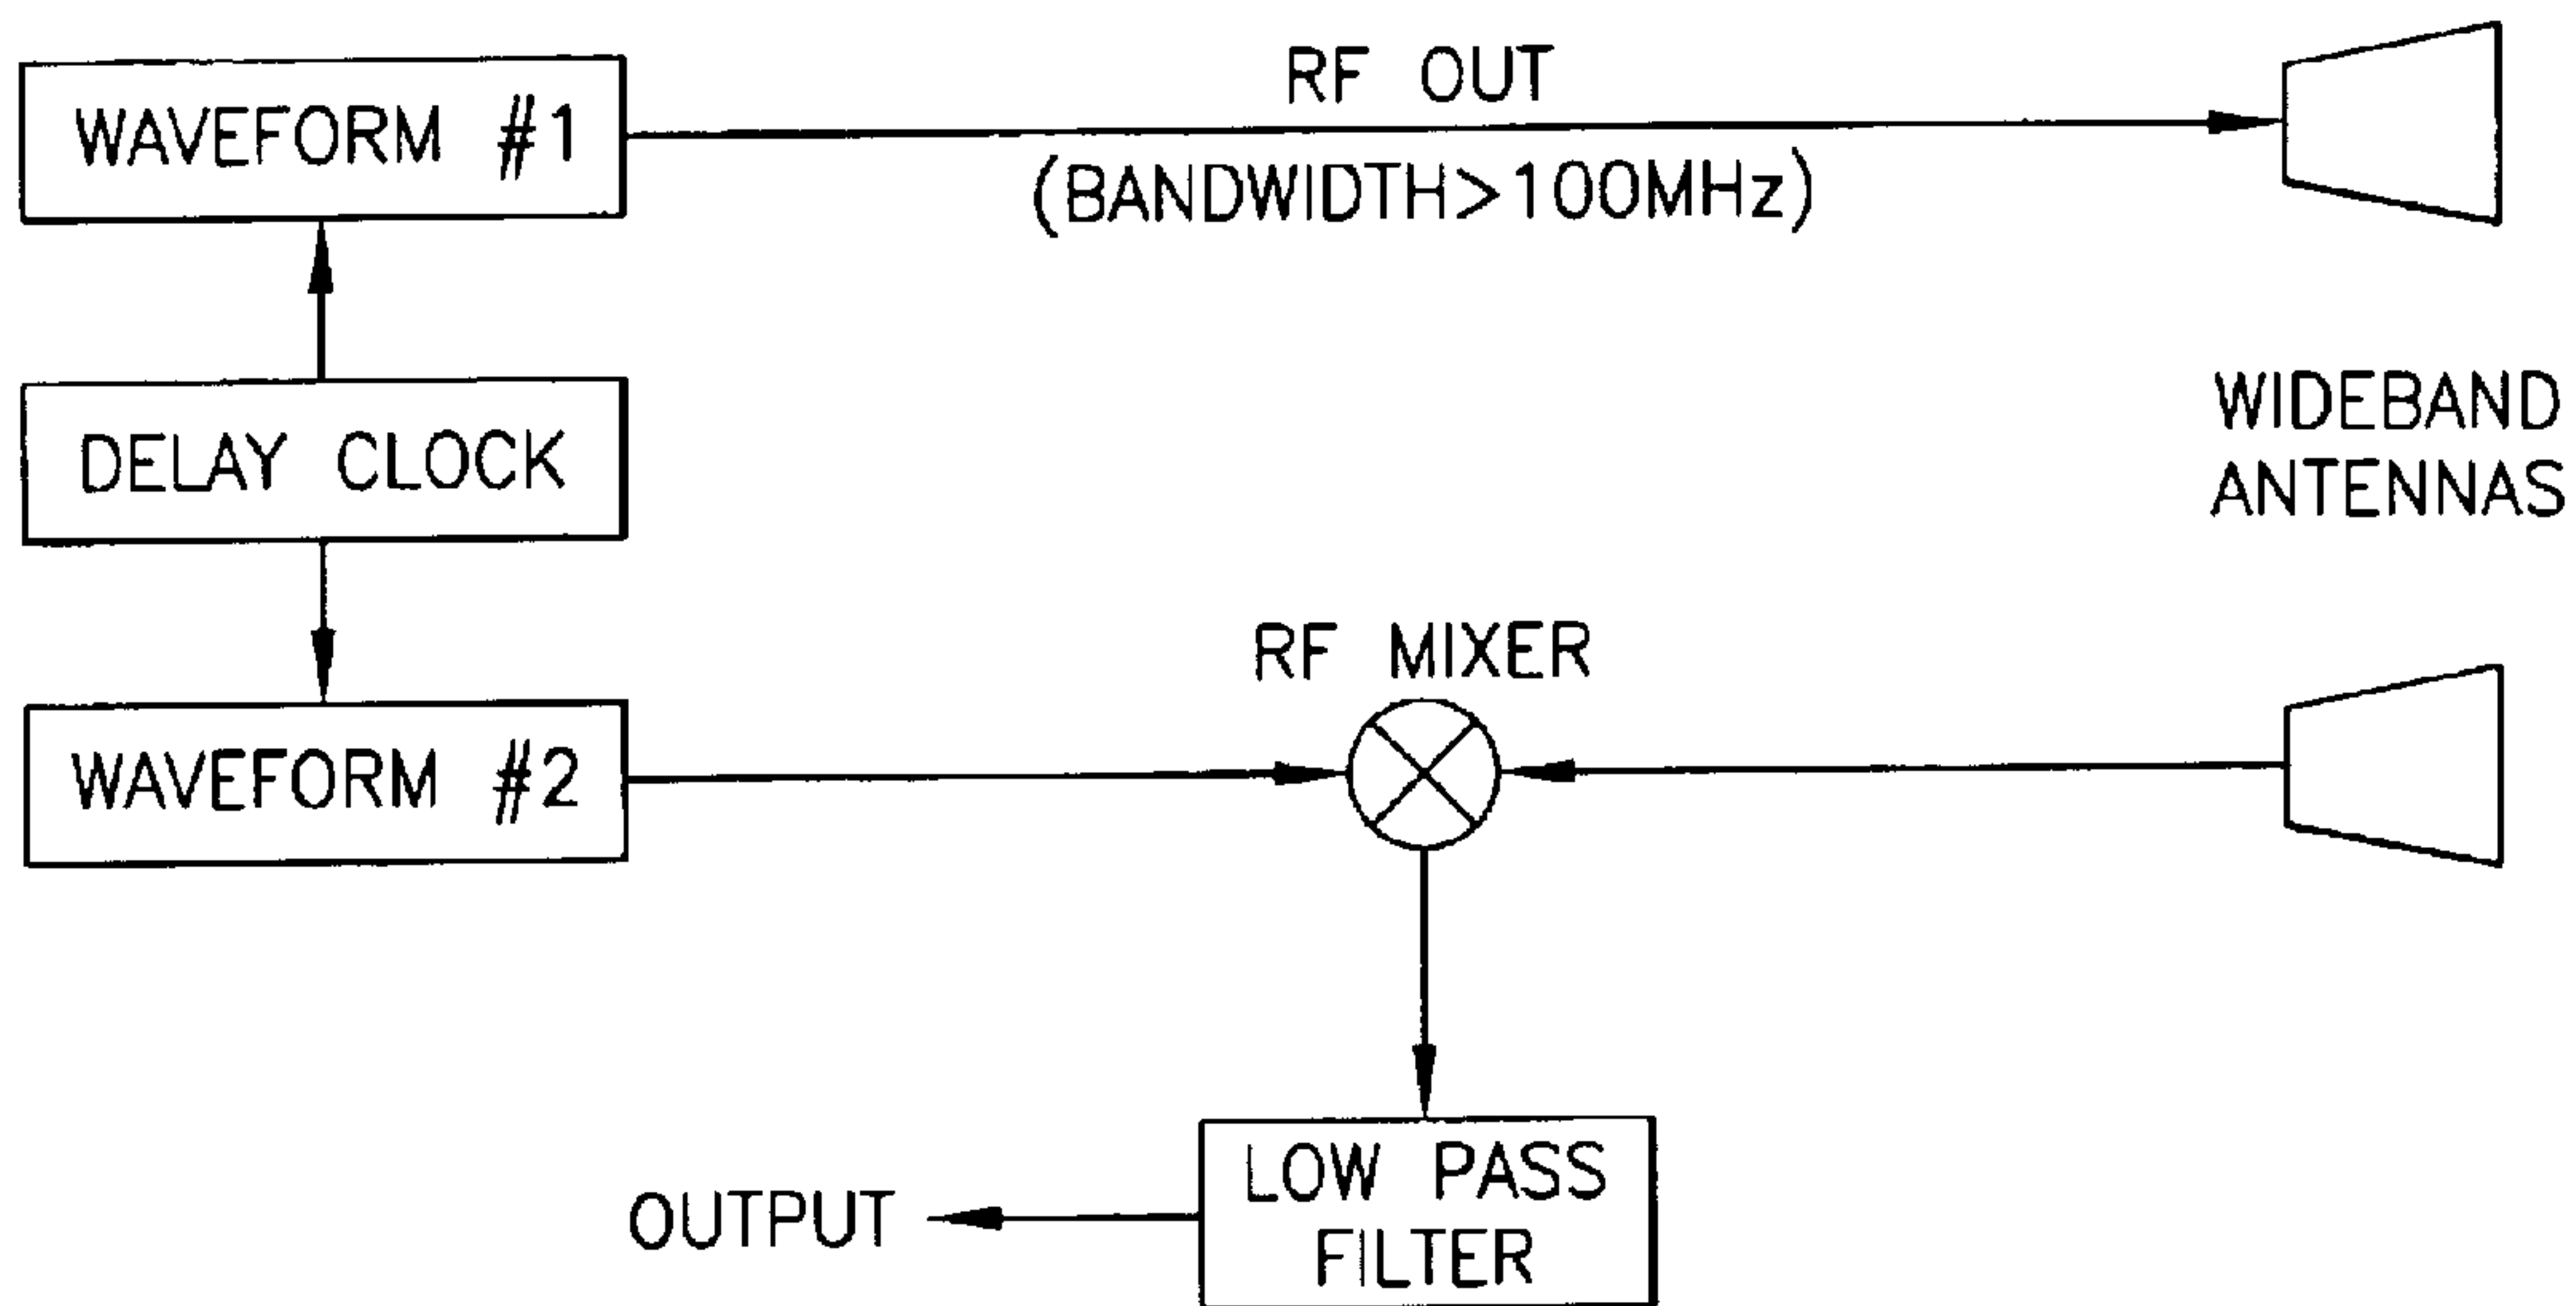 WAVEFORM #1
RF OUT
(BANDWIDTH>100MHz)
DELAY CLOCK
WIDEBAND
ANTENNAS
WAVEFORM #2
RF MIXER
LOW PASS
FILTER
OUTPUT